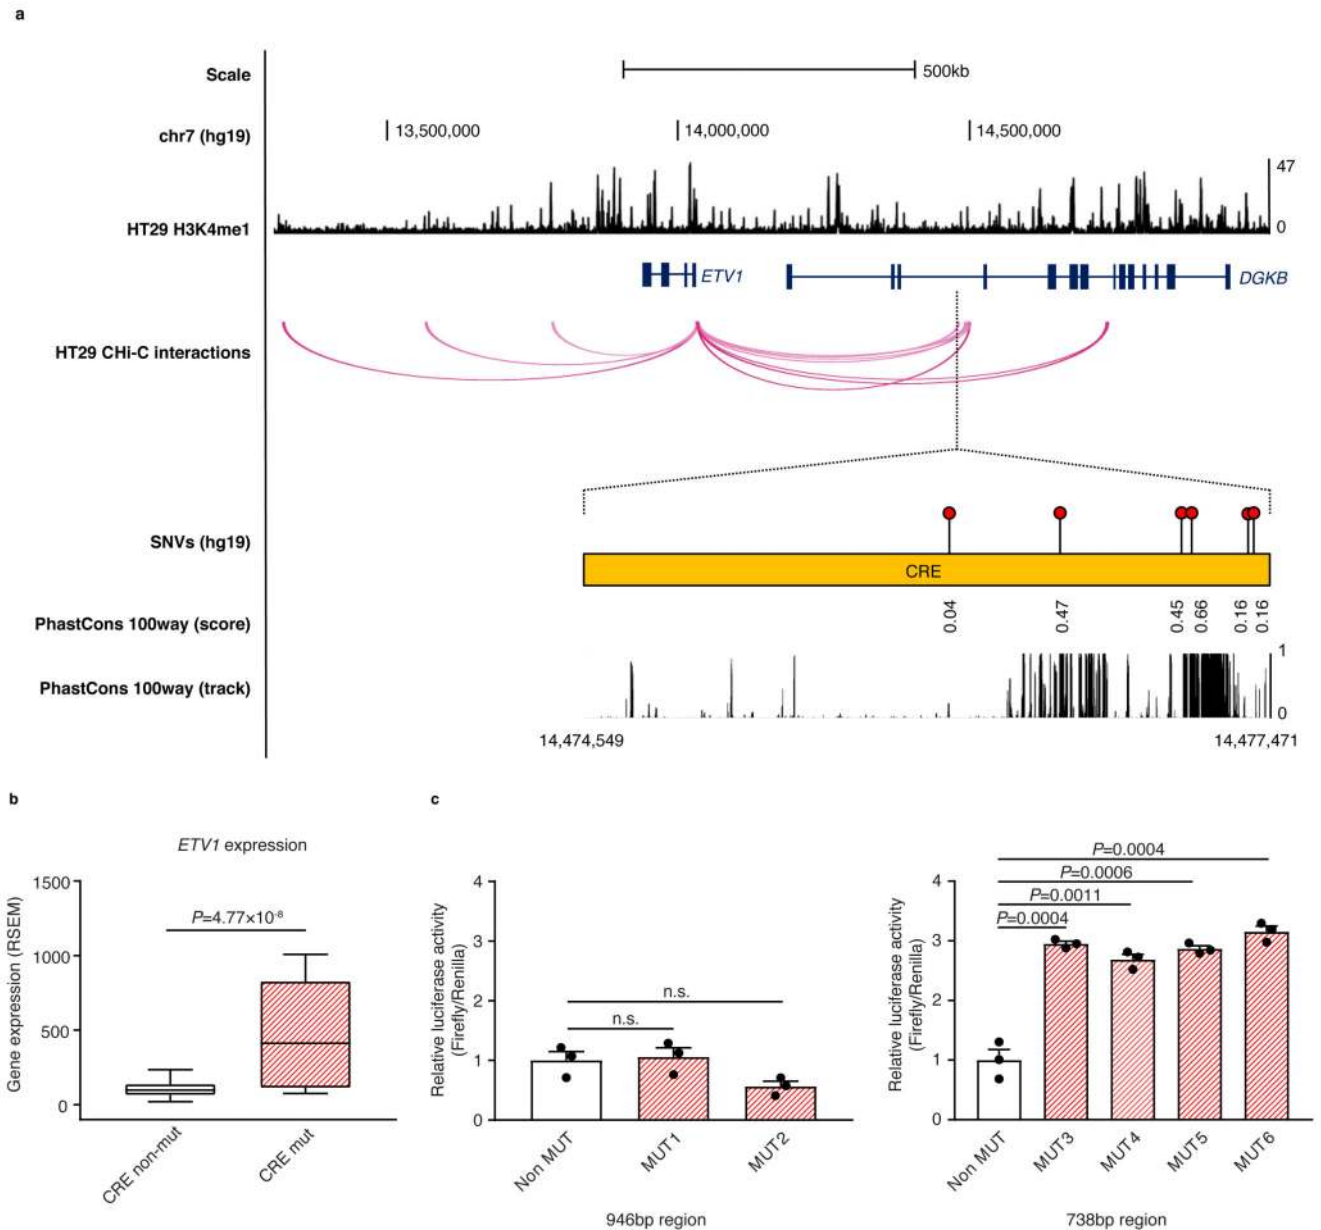 a
Scale
500kb
chr7 (hg19)
13,500,000
14,000,000
14,500,000
47
HT29 H3K4me1
0
ETV1
DGKB
HT29 CHi-C interactions
SNVs (hg19)
CRE
PhastCons 100way (score)
0.04
0.47
0.45
0.66
0.16
0.16
1
PhastCons 100way (track)
0
14,474,549
14,477,471
b
ETV1 expression
Gene expression (RSEM)
1500
1000
500
0
P=4.77×10⁻⁸
CRE non-mut
CRE mut
c
Relative luciferase activity
(Firefly/Renilla)
4
3
2
1
0
n.s.
n.s.
Non MUT
MUT1
MUT2
946bp region
Relative luciferase activity
(Firefly/Renilla)
4
3
2
1
0
P=0.0004
P=0.0006
P=0.0011
P=0.0004
Non MUT
MUT3
MUT4
MUT5
MUT6
738bp region